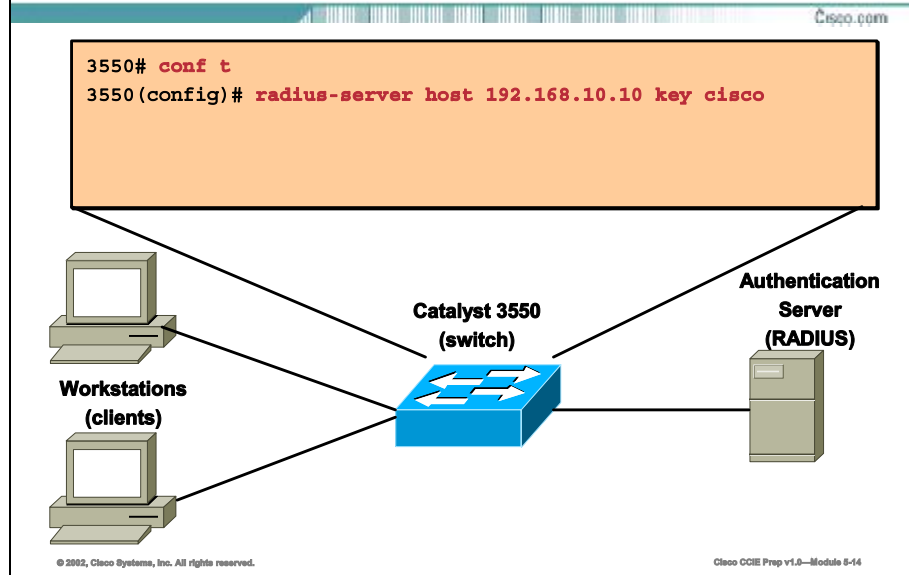 Cisco.com
3550# conf t
3550(config)# radius-server host 192.168.10.10 key cisco
Authentication
Server
(RADIUS)
Catalyst 3550
(switch)
Workstations
(clients)
© 2002, Cisco Systems, Inc. All rights reserved.
Cisco CCIE Prep v1.0—Module 5-14